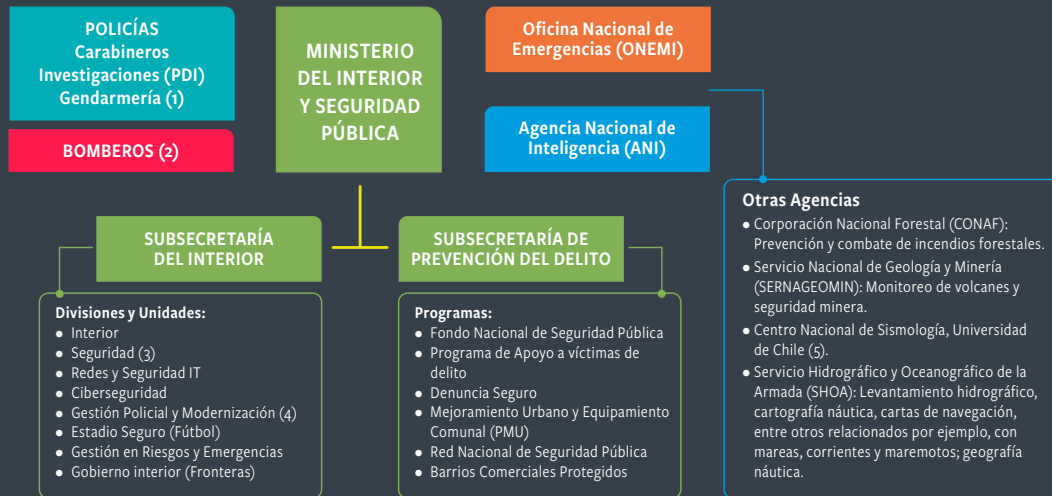 POLICÍAS
Carabineros
Investigaciones (PDI)
Gendarmería (1)
BOMBEROS (2)
MINISTERIO
DEL INTERIOR
Y SEGURIDAD
PÚBLICA
Oficina Nacional de
Emergencias (ONEMI)
Agencia Nacional de
Inteligencia (ANI)
SUBSECRETARÍA
DEL INTERIOR
Divisiones y Unidades:
● Interior
● Seguridad (3)
● Redes y Seguridad IT
● Ciberseguridad
● Gestión Policial y Modernización (4)
● Estadio Seguro (Fútbol)
● Gestión en Riesgos y Emergencias
● Gobierno interior (Fronteras)
SUBSECRETARÍA DE
PREVENCIÓN DEL DELITO
Programas:
● Fondo Nacional de Seguridad Pública
● Programa de Apoyo a víctimas de
delito
● Denuncia Seguro
● Mejoramiento Urbano y Equipamiento
Comunal (PMU)
● Red Nacional de Seguridad Pública
● Barrios Comerciales Protegidos
Otras Agencias
● Corporación Nacional Forestal (CONAF):
Prevención y combate de incendios forestales.
● Servicio Nacional de Geología y Minería
(SERNAGEOMIN): Monitoreo de volcanes y
seguridad minera.
● Centro Nacional de Sismología, Universidad
de Chile (5).
● Servicio Hidrográfico y Oceanográfico de la
Armada (SHOA): Levantamiento hidrográfico,
cartografía náutica, cartas de navegación,
entre otros relacionados por ejemplo, con
mareas, corrientes y maremotos; geografía
náutica.